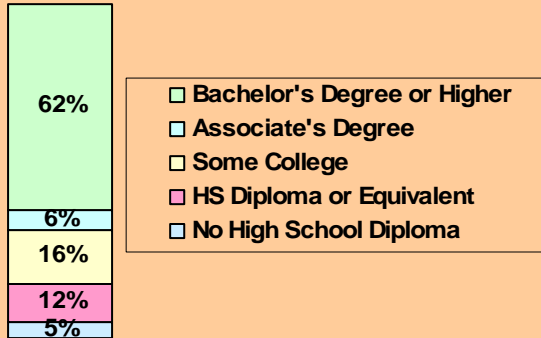 62%
6%
16%
12%
5%
Bachelor's Degree or Higher
Associate's Degree
Some College
HS Diploma or Equivalent
No High School Diploma